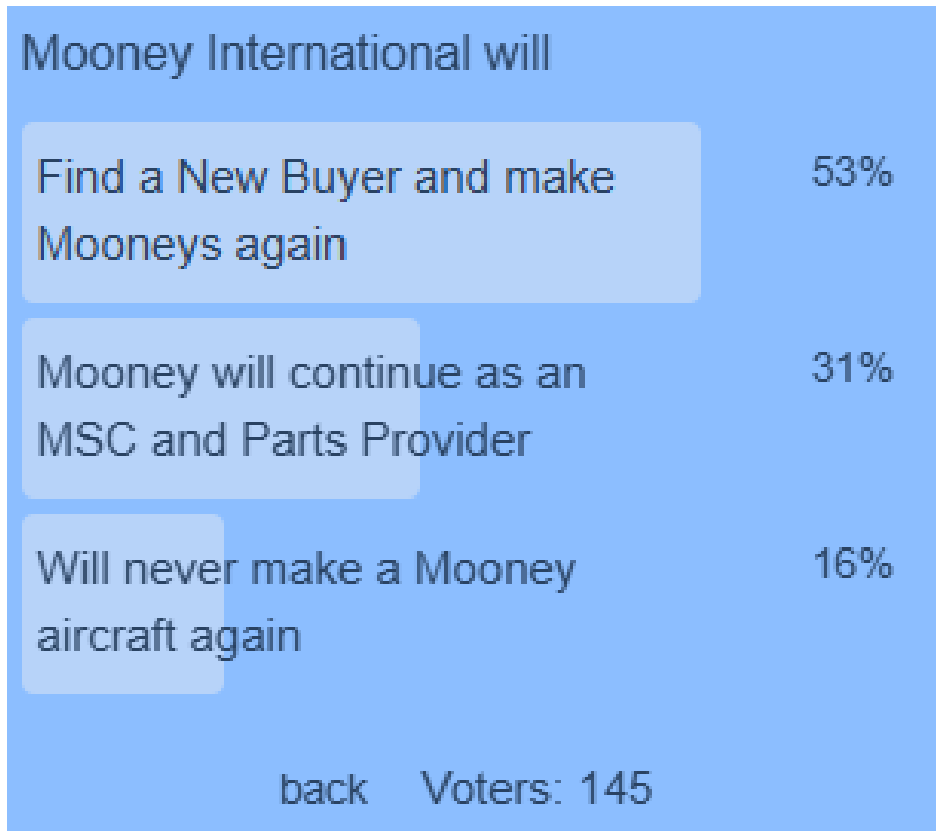 Mooney International will
Find a New Buyer and make 53%
Mooneys again
Mooney will continue as an 31%
MSC and Parts Provider
Will never make a Mooney 16%
aircraft again
back Voters: 145